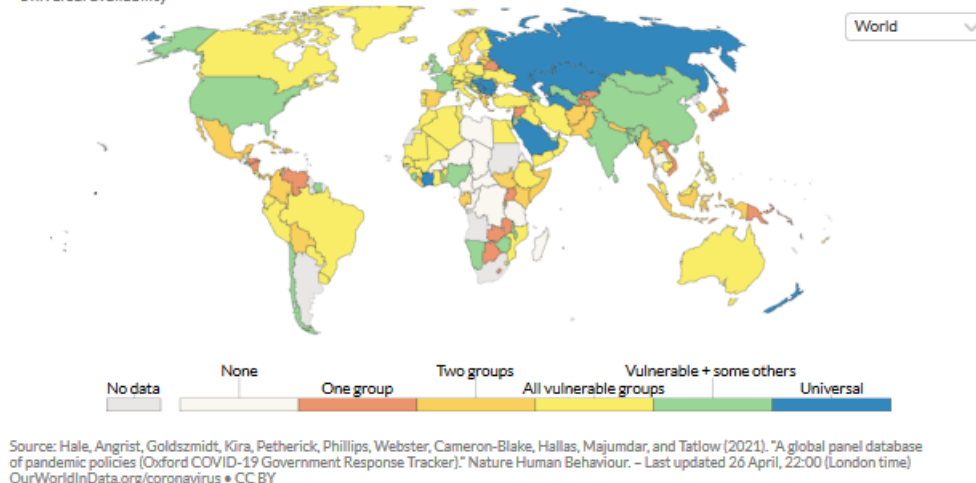 Universal availability
World
None
Two groups
Vulnerable + some others
No data
One group
All vulnerable groups
Universal
Source: Hale, Angrist, Goldszmidt, Kira, Petherick, Phillips, Webster, Cameron-Blake, Hallas, Majumdar, and Tatlow (2021). "A global panel database
of pandemic policies (Oxford COVID-19 Government Response Tracker)." Nature Human Behaviour. – Last updated 26 April, 22:00 (London time)
OurWorldInData.org/coronavirus • CC BY